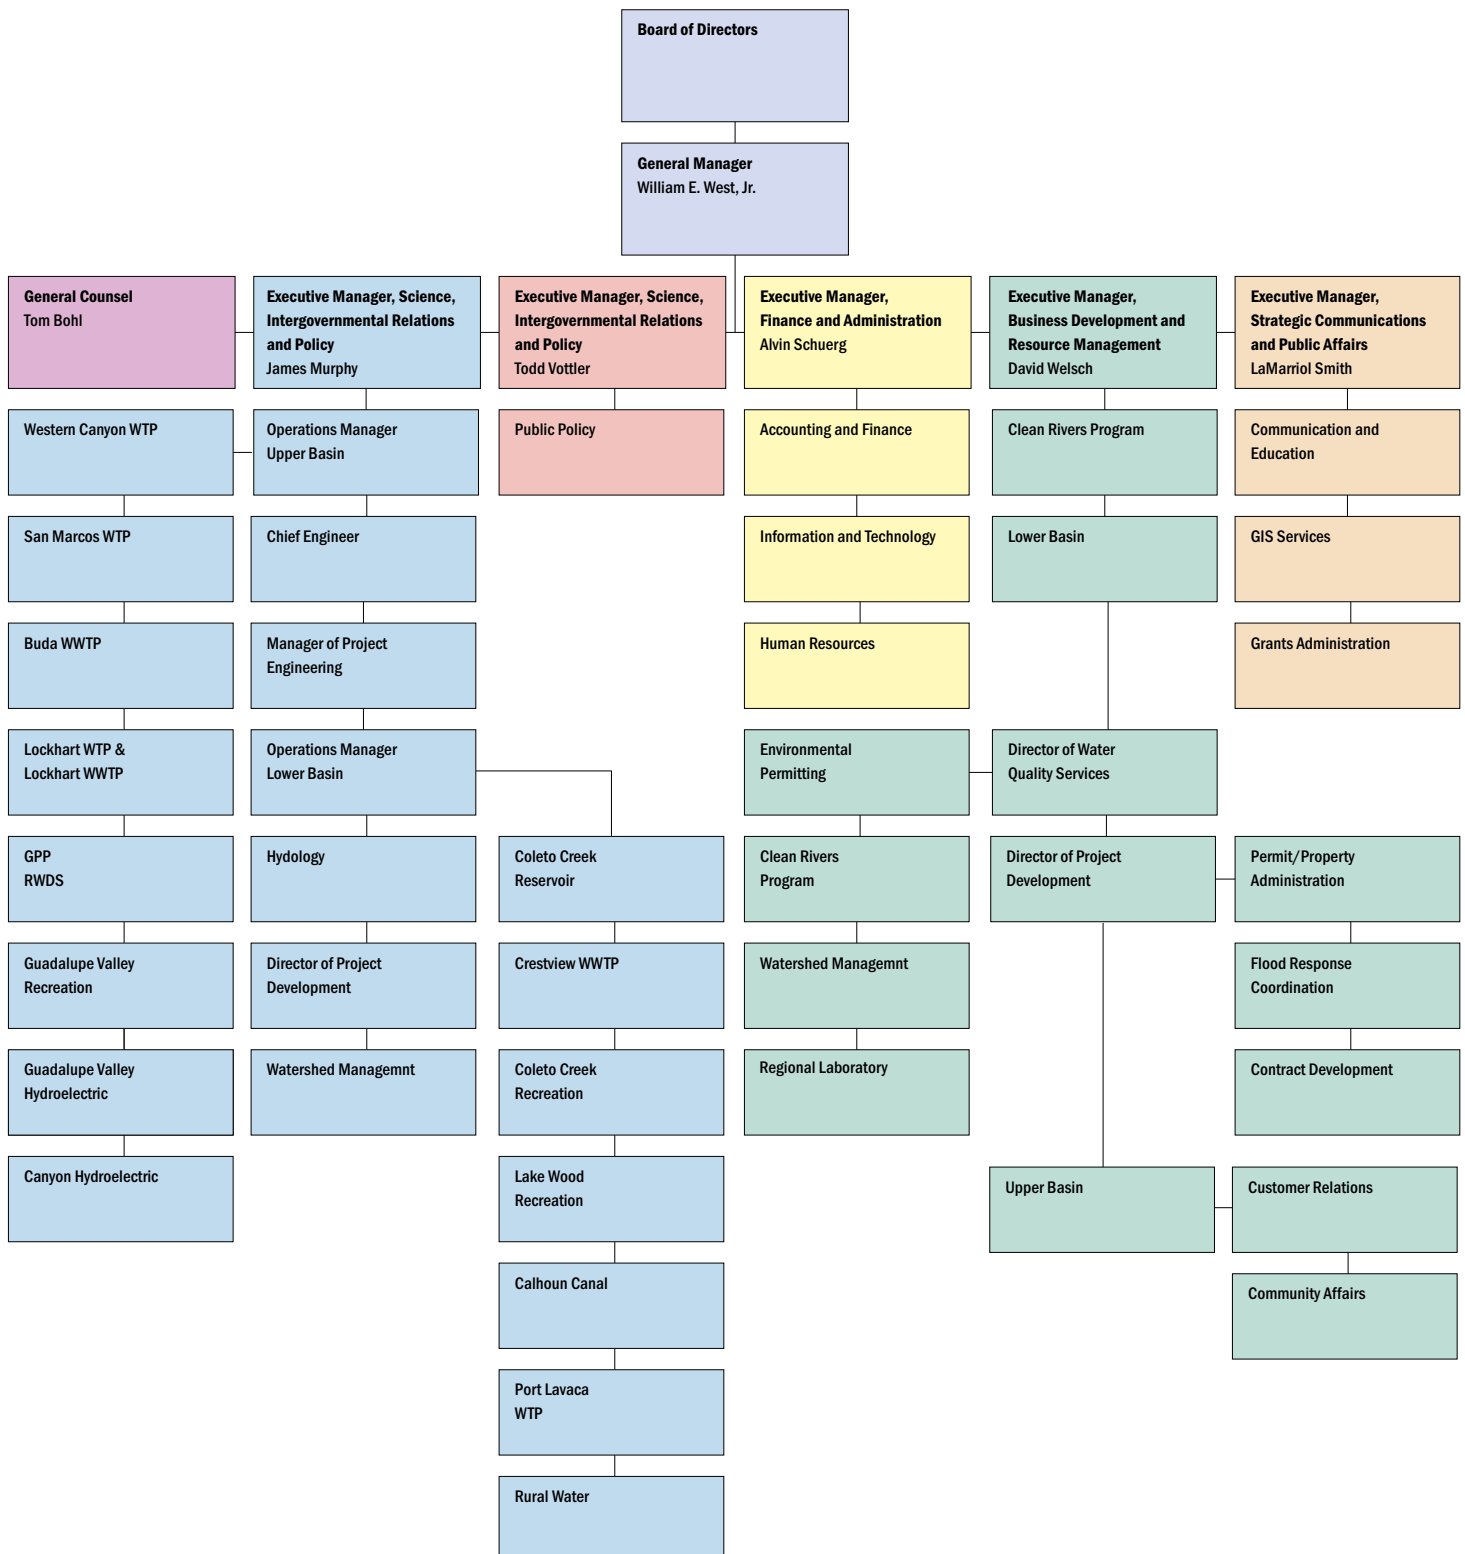 Board of Directors
General Manager
William E. West, Jr.
General Counsel
Tom Bohl
Executive Manager, Science,
Intergovernmental Relations
and Policy
James Murphy
Executive Manager, Science,
Intergovernmental Relations
and Policy
Todd Vottler
Executive Manager,
Finance and Administration
Alvin Schuerg
Executive Manager,
Business Development and
Resource Management
David Welsch
Executive Manager,
Strategic Communications
and Public Affairs
LaMarriol Smith
Western Canyon WTP
Operations Manager
Upper Basin
Public Policy
Accounting and Finance
Clean Rivers Program
Communication and
Education
San Marcos WTP
Chief Engineer
Information and Technology
Lower Basin
GIS Services
Buda WWTP
Manager of Project
Engineering
Human Resources
Grants Administration
Lockhart WTP &
Lockhart WWTP
Operations Manager
Lower Basin
Environmental
Permitting
Director of Water
Quality Services
GPP
RWDS
Hydology
Coleto Creek
Reservoir
Clean Rivers
Program
Director of Project
Development
Permit/Property
Administration
Guadalupe Valley
Recreation
Director of Project
Development
Crestview WWTP
Watershed Managemnt
Flood Response
Coordination
Guadalupe Valley
Hydroelectric
Watershed Managemnt
Coleto Creek
Recreation
Regional Laboratory
Contract Development
Canyon Hydroelectric
Lake Wood
Recreation
Upper Basin
Customer Relations
Calhoun Canal
Community Affairs
Port Lavaca
WTP
Rural Water